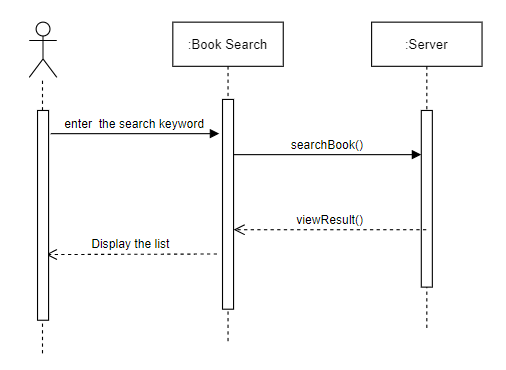 :Book Search
:Server
enter  the search keyword
searchBook()
viewResult()
Display the list